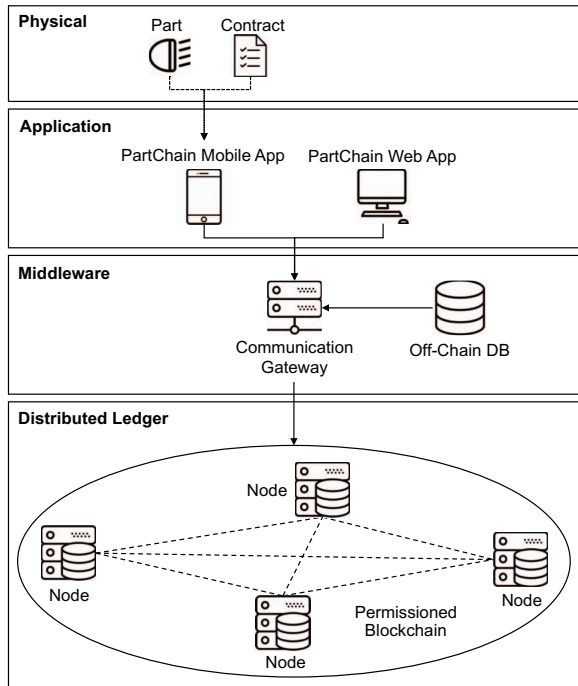 Physical
Part
Contract
Application
PartChain Mobile App
PartChain Web App
Middleware
Communication
Gateway
Off-Chain DB
Distributed Ledger
Node
Node
Node
Node
Permissioned
Blockchain